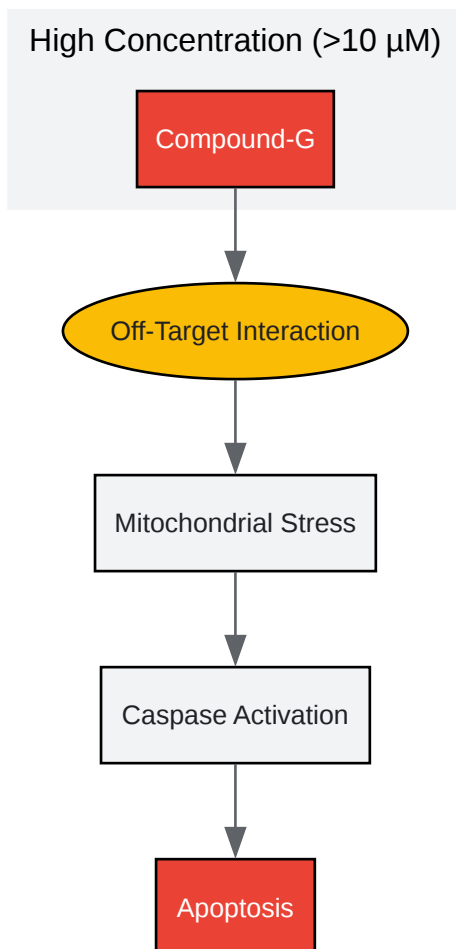 High Concentration (>10 µM)
Compound-G
Off-Target Interaction
Mitochondrial Stress
Caspase Activation
Apoptosis